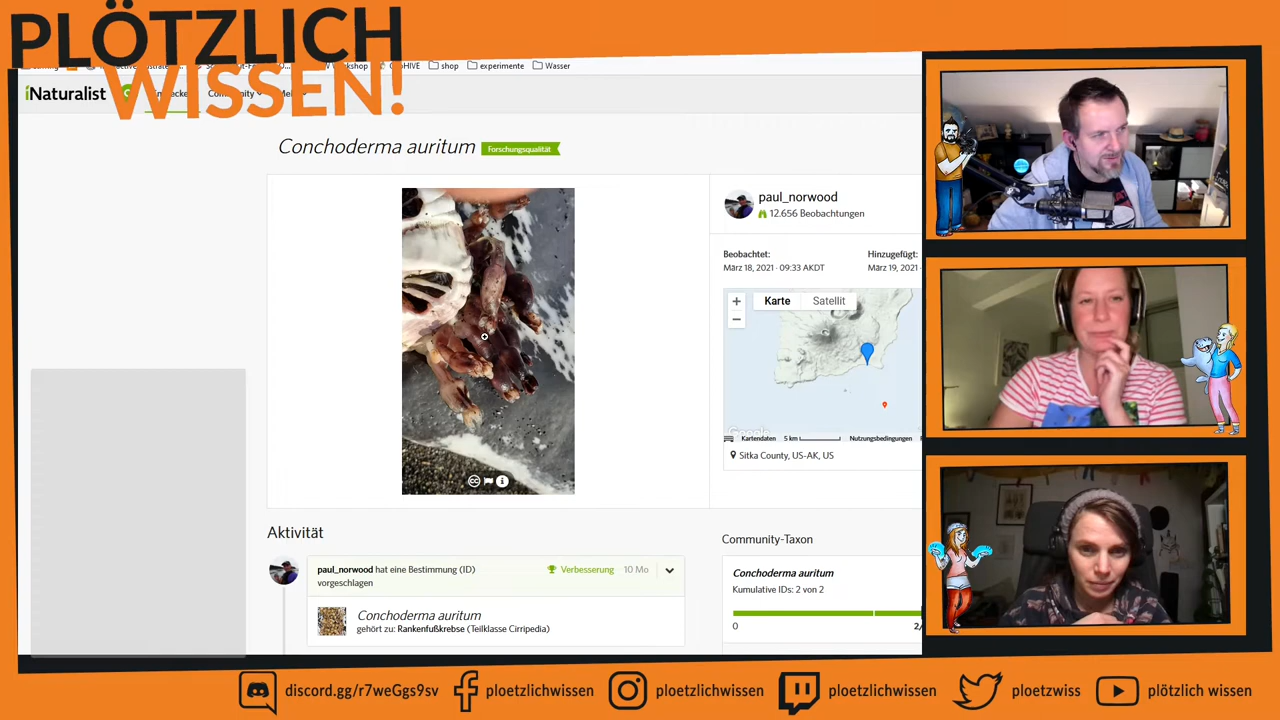 PLÖTZLICH
WISSEN!
shop
experimente
Wasser
iNaturalist
Conchoderma auritum
Forschungsqualität
paul_norwood
12.656 Beobachtungen
Beobachtet:
Hinzugefügt:
März 18, 2021 · 09:33 AKDT
März 19, 2021
Karte
Satellit
Google
Kartendaten
5 km
Nutzungsbedingungen
Sitka County, US-AK, US
Aktivität
Community-Taxon
paul_norwood hat eine Bestimmung (ID)
vorgeschlagen
Verbesserung
10 Mo
Conchoderma auritum
gehört zu: Rankenfußkrebse (Teilklasse Cirripedia)
Conchoderma auritum
Kumulative IDs: 2 von 2
0
2/
discord.gg/r7weGgs9sv
ploetzlichwissen
ploetzlichwissen
ploetzlichwissen
ploetzwiss
plötzlich wissen